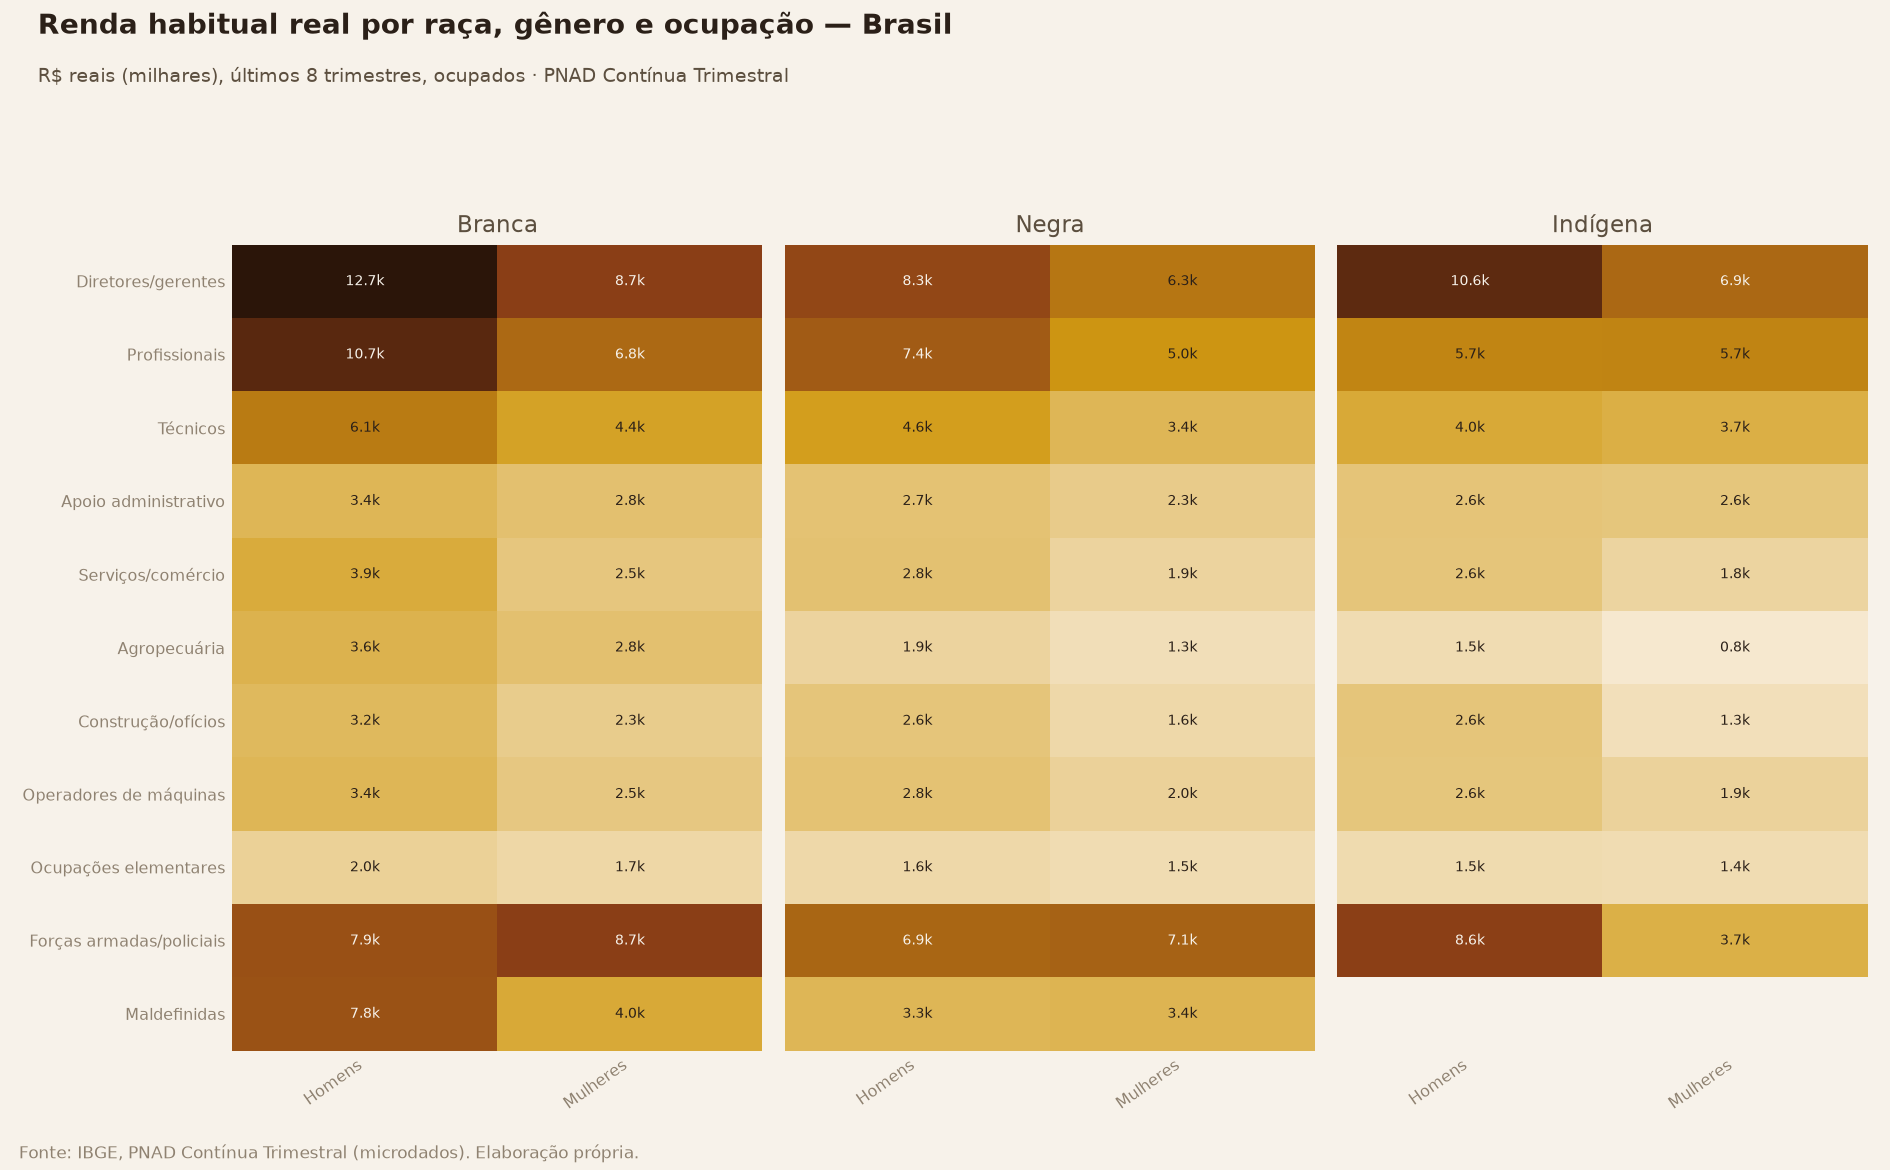 Renda habitual real por raça, gênero e ocupação — Brasil
R$ reais (milhares), últimos 8 trimestres, ocupados · PNAD Contínua Trimestral
Branca Negra Indígena
Diretores/gerentes 12.7k 8.7k 8.3k 6.3k 10.6k 6.9k
Profissionais 10.7k 6.8k 7.4k 5.0k 5.7k 5.7k
Técnicos 6.1k 4.4k 4.6k 3.4k 4.0k 3.7k
Apoio administrativo 3.4k 2.8k 2.7k 2.3k 2.6k 2.6k
Serviços/comércio 3.9k 2.5k 2.8k 1.9k 2.6k 1.8k
Agropecuária 3.6k 2.8k 1.9k 1.3k 1.5k 0.8k
Construção/ofícios 3.2k 2.3k 2.6k 1.6k 2.6k 1.3k
Operadores de máquinas 3.4k 2.5k 2.8k 2.0k 2.6k 1.9k
Ocupações elementares 2.0k 1.7k 1.6k 1.5k 1.5k 1.4k
Forças armadas/policiais 7.9k 8.7k 6.9k 7.1k 8.6k 3.7k
Maldefinidas 7.8k 4.0k 3.3k 3.4k
Homens Mulheres Homens Mulheres Homens Mulheres
Fonte: IBGE, PNAD Contínua Trimestral (microdados). Elaboração própria.